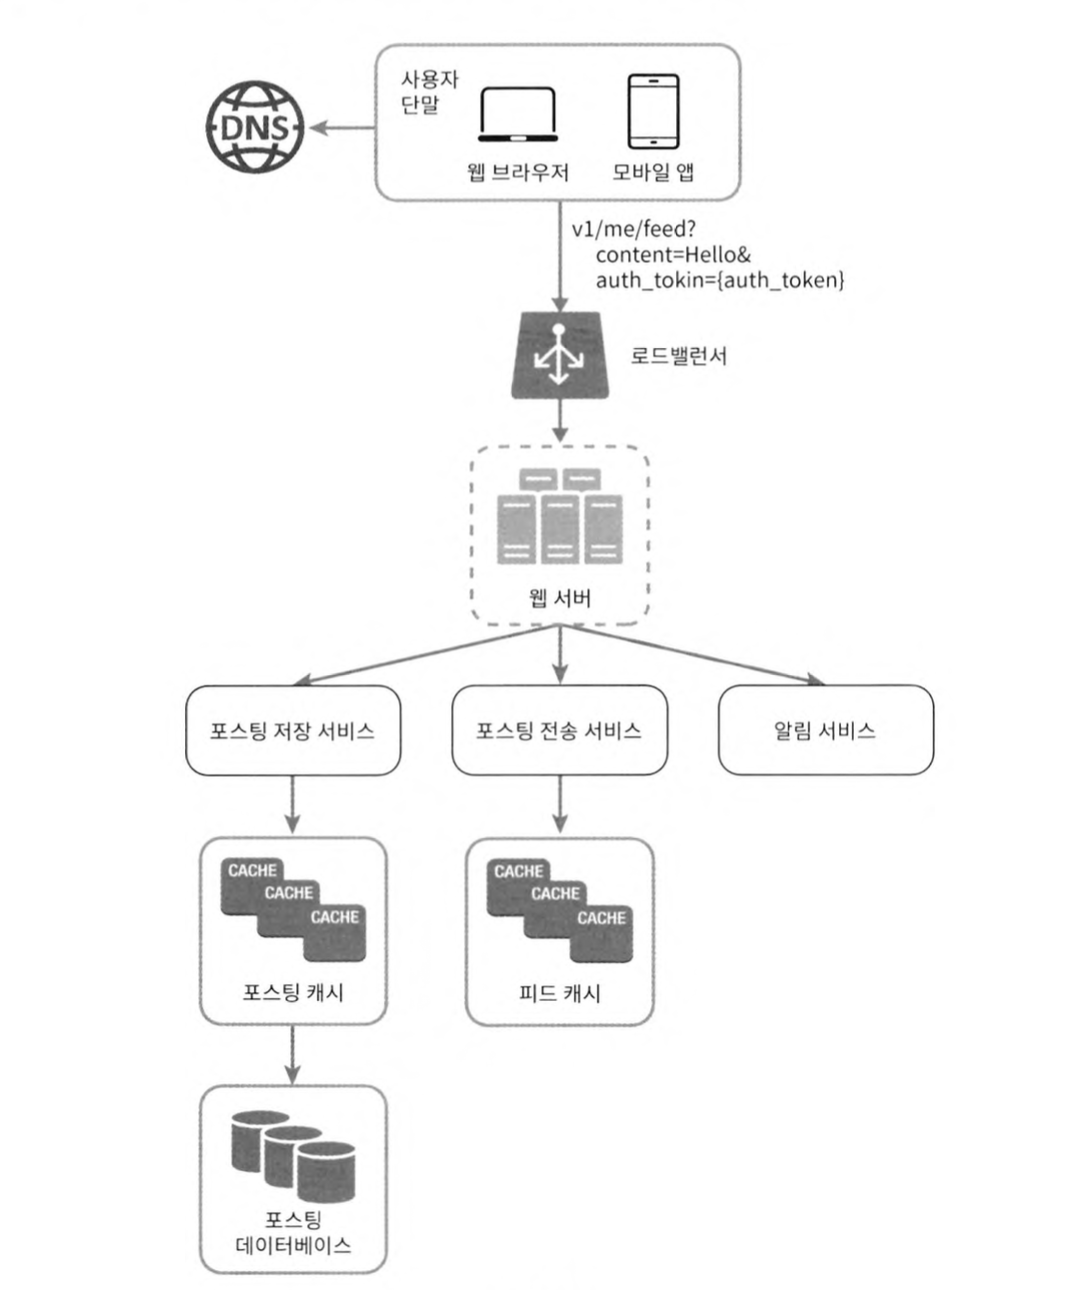 사용자
단말
DNS
웹 브라우저
모바일 앱
v1/me/feed?
content=Hello&
auth_tokin={auth_token}
로드밸런서
웹 서버
포스팅 저장 서비스
포스팅 전송 서비스
알림 서비스
CACHE
CACHE
CACHE
포스팅 캐시
CACHE
CACHE
CACHE
피드 캐시
포스팅
데이터베이스